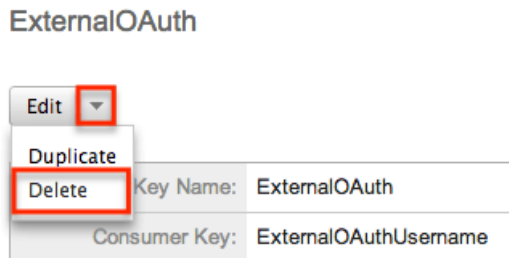 ExternalOAuth
Edit
Duplicate
Delete
Key Name: ExternalOAuth
Consumer Key: ExternalOAuthUsername